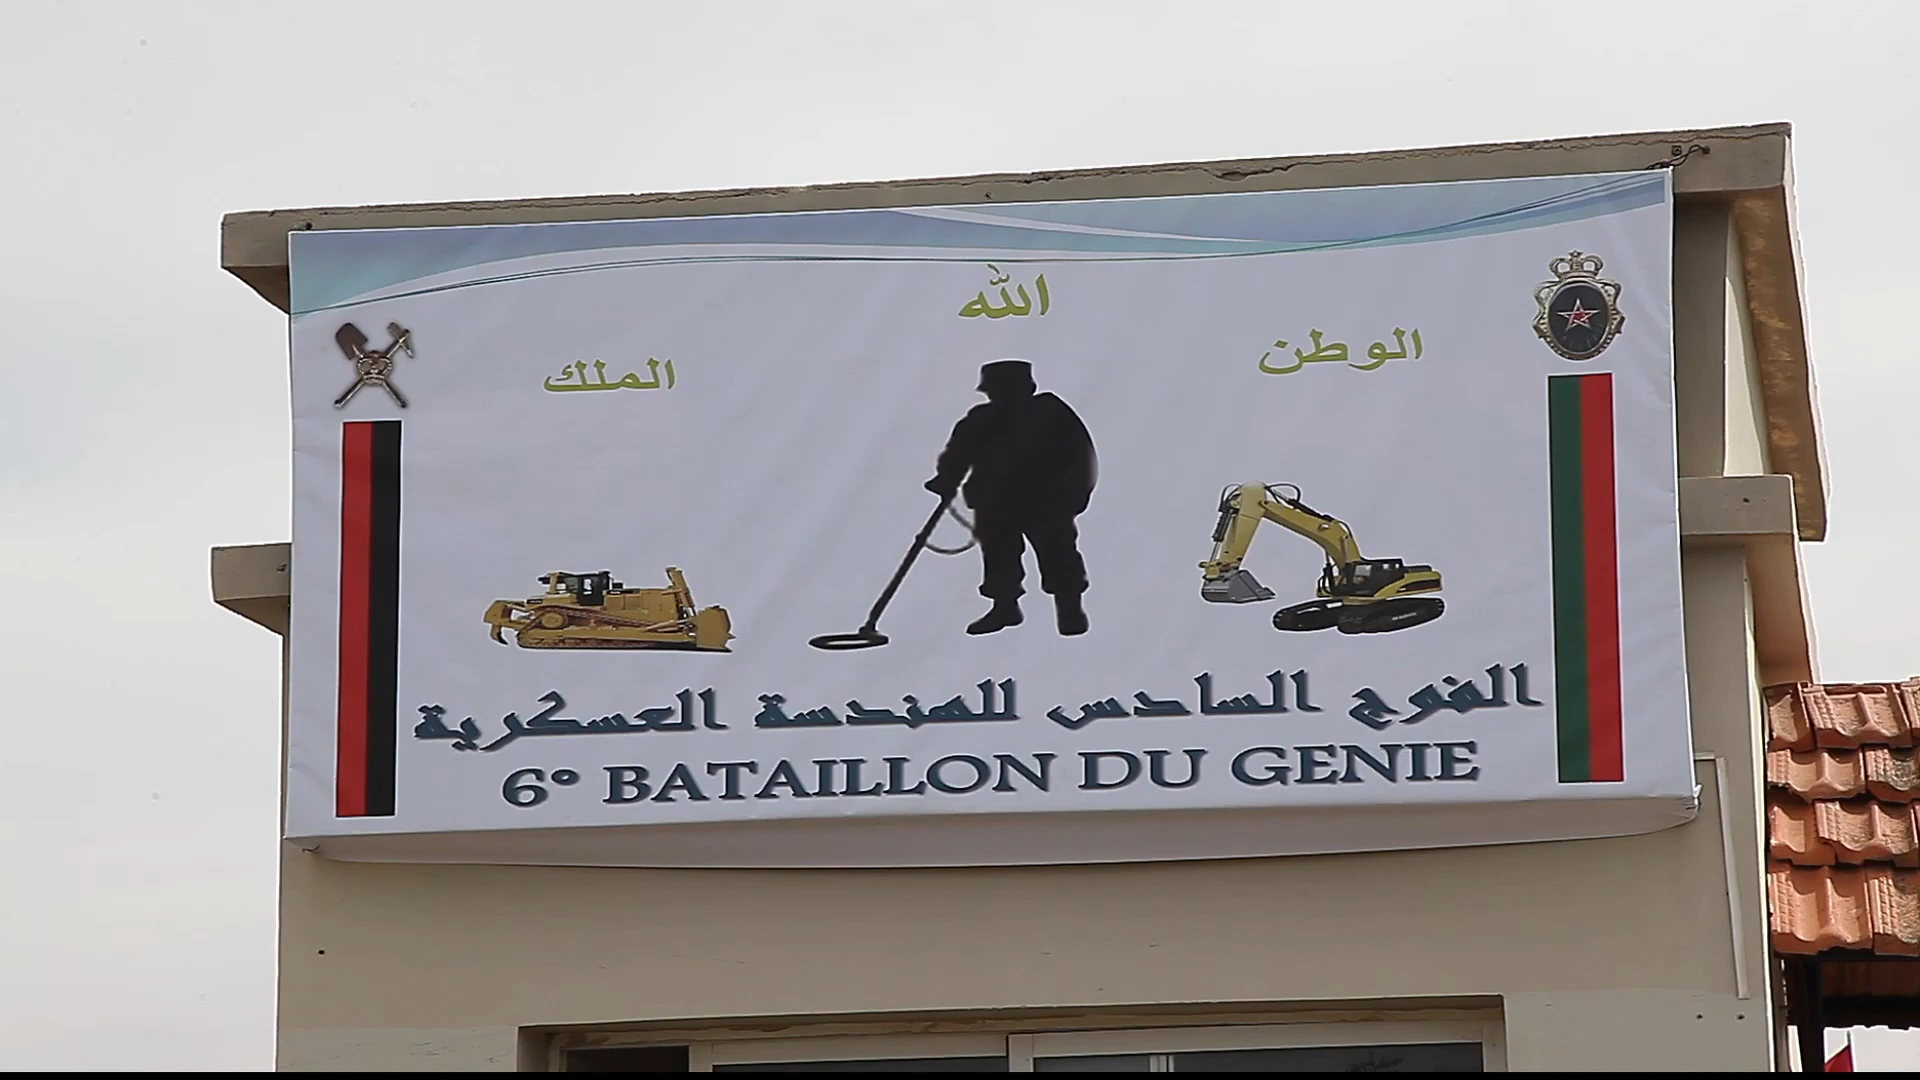 الله
الوطن
الملك
الفوج السادس للهندسة العسكرية
6° BATAILLON DU GENIE